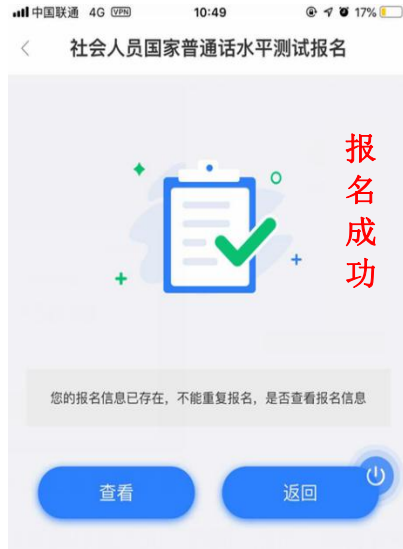 中国联通 4G VPN 10:49 17%
社会人员国家普通话水平测试报名
报名成功
您的报名信息已存在，不能重复报名，是否查看报名信息
查看 返回